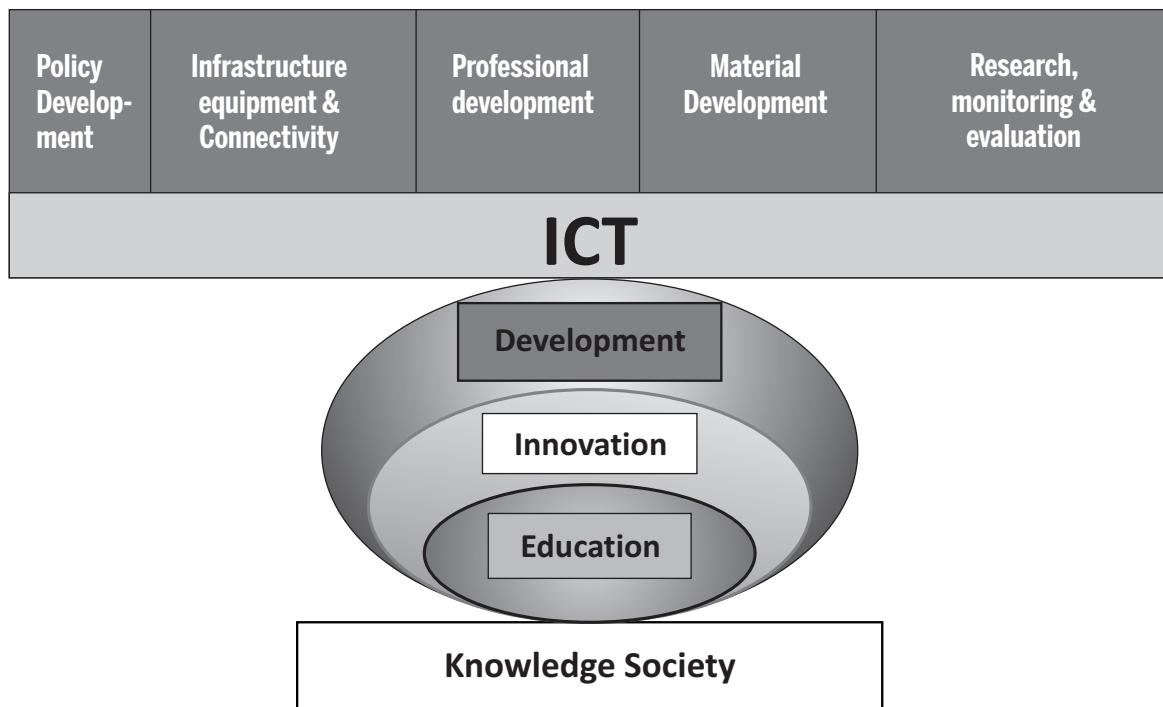 Policy
Develop-
ment
Infrastructure
equipment &
Connectivity
Professional
development
Material
Development
Research,
monitoring &
evaluation
ICT
Development
Innovation
Education
Knowledge Society